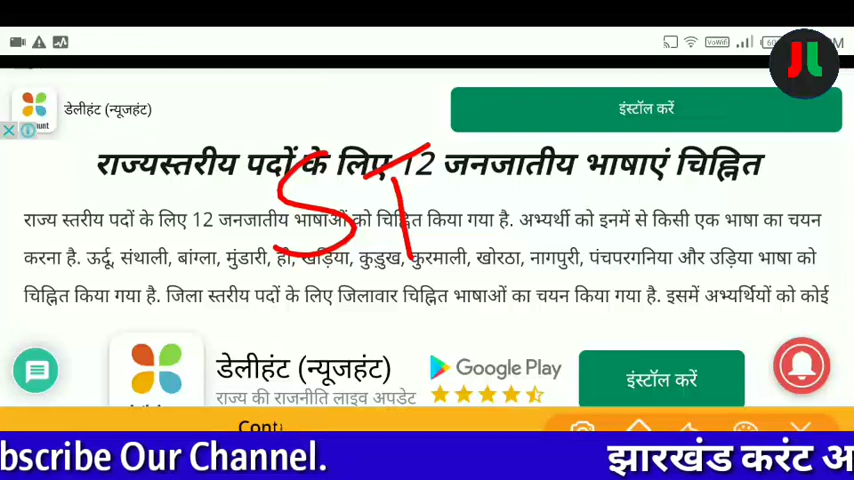 डेलीहंट (न्यूजहंट)
इंस्टॉल करें
राज्यस्तरीय पदों के लिए 12 जनजातीय भाषाएं चिह्नित
राज्य स्तरीय पदों के लिए 12 जनजातीय भाषाओं को चिह्नित किया गया है. अभ्यर्थी को इनमें से किसी एक भाषा का चयन
करना है. ऊर्दू, संथाली, बांग्ला, मुंडारी, हो, खड़िया, कुड़ुख, कुरमाली, खोरठा, नागपुरी, पंचपरगनिया और उड़िया भाषा को
चिह्नित किया गया है. जिला स्तरीय पदों के लिए जिलावार चिह्नित भाषाओं का चयन किया गया है. इसमें अभ्यर्थियों को कोई
ST
डेलीहंट (न्यूजहंट)
राज्य की राजनीति लाइव अपडेट
Google Play
इंस्टॉल करें
bscribe Our Channel.
झारखंड करंट अ